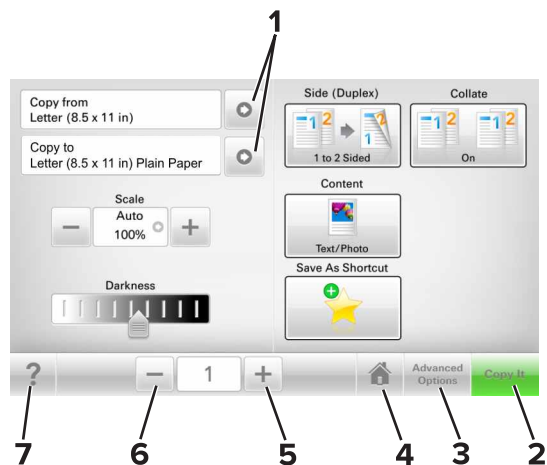 1
Copy from
Letter (8.5 x 11 in)
Copy to
Letter (8.5 x 11 in) Plain Paper
Scale
Auto
100%
Darkness
Side (Duplex)
1 2 1 2
1 to 2 Sided
Collate
1 2 1 2
On
Content
Text/Photo
Save As Shortcut
?
− 1 +
Advanced
Options
Copy It
7 6 5 4 3 2